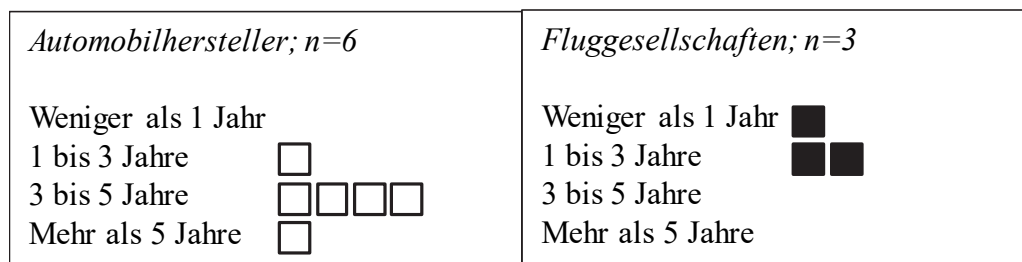 Automobilhersteller; n=6
Weniger als 1 Jahr
1 bis 3 Jahre
3 bis 5 Jahre
Mehr als 5 Jahre
Fluggesellschaften; n=3
Weniger als 1 Jahr
1 bis 3 Jahre
3 bis 5 Jahre
Mehr als 5 Jahre